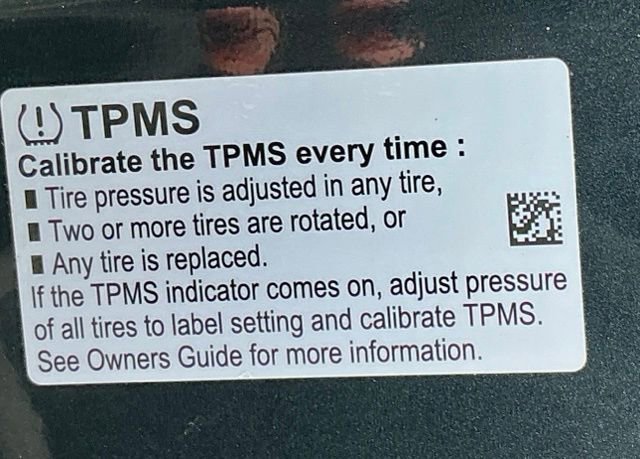 TPMS
Calibrate the TPMS every time :
■ Tire pressure is adjusted in any tire,
■ Two or more tires are rotated, or
■ Any tire is replaced.
If the TPMS indicator comes on, adjust pressure
of all tires to label setting and calibrate TPMS.
See Owners Guide for more information.